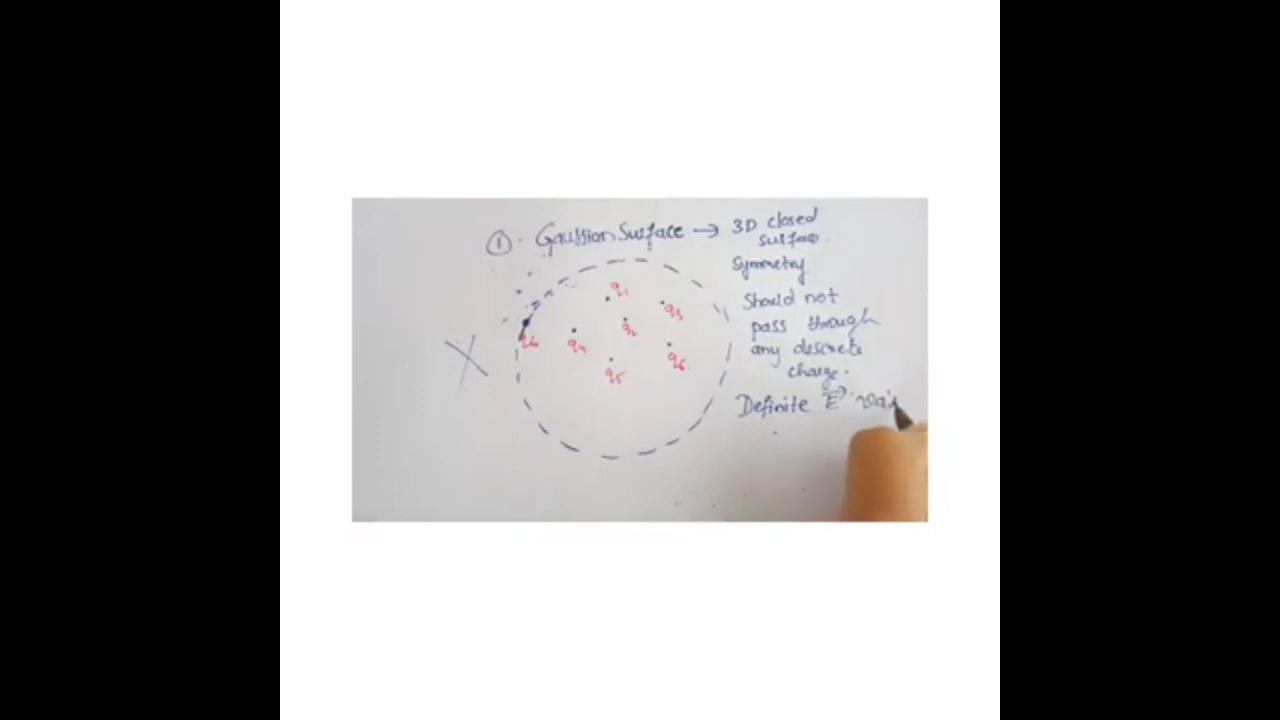 ① . Gaussian Surface → 3D closed
surface.
Symmetry
Should not
pass through
any discrete
charge.
Definite E⃗
q1
q3
q2
q4
q5
q6.